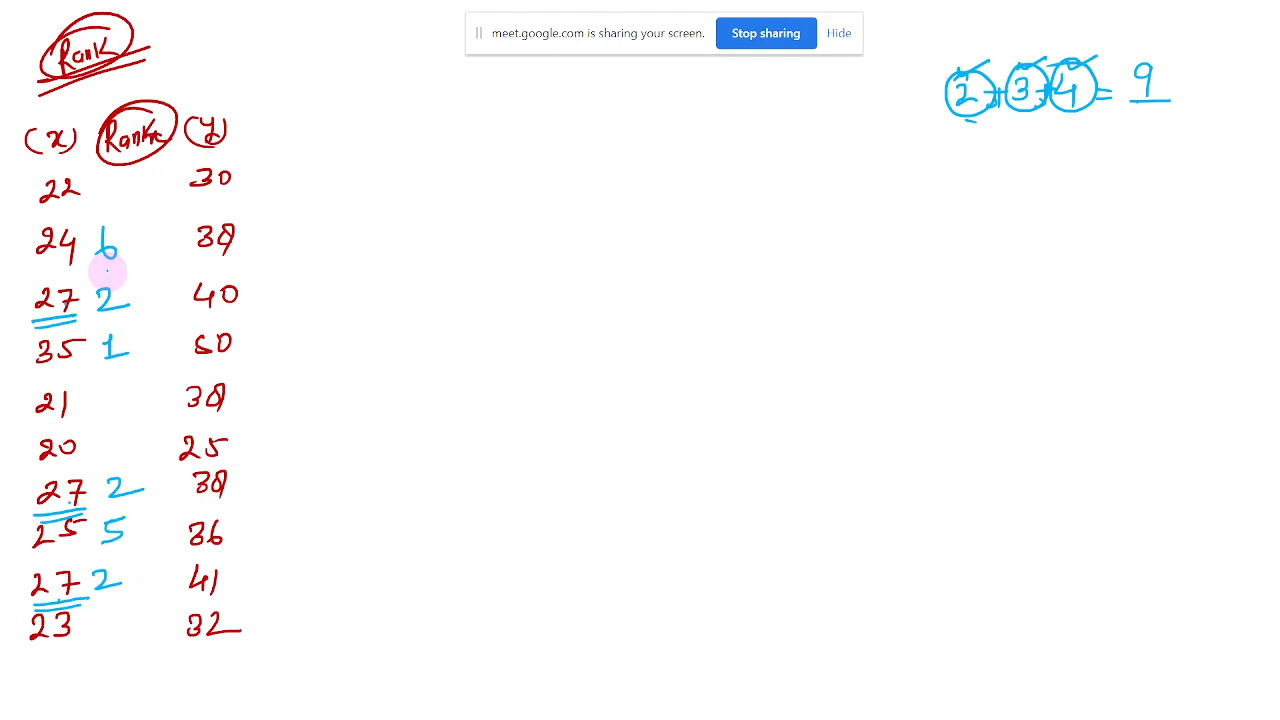 meet.google.com is sharing your screen. Stop sharing Hide
Rank
2 + 3 + 4 = 9
(x) Rank (y)
22 30
24 6 38
27 2 40
35 1 50
21 38
20 25
27 2 38
25 5 36
27 2 41
23 32